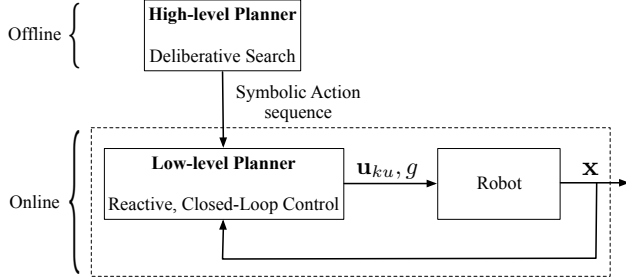 Offline
High-level Planner
Deliberative Search
Symbolic Action
sequence
Online
Low-level Planner
Reactive, Closed-Loop Control
u_ku, g
Robot
x